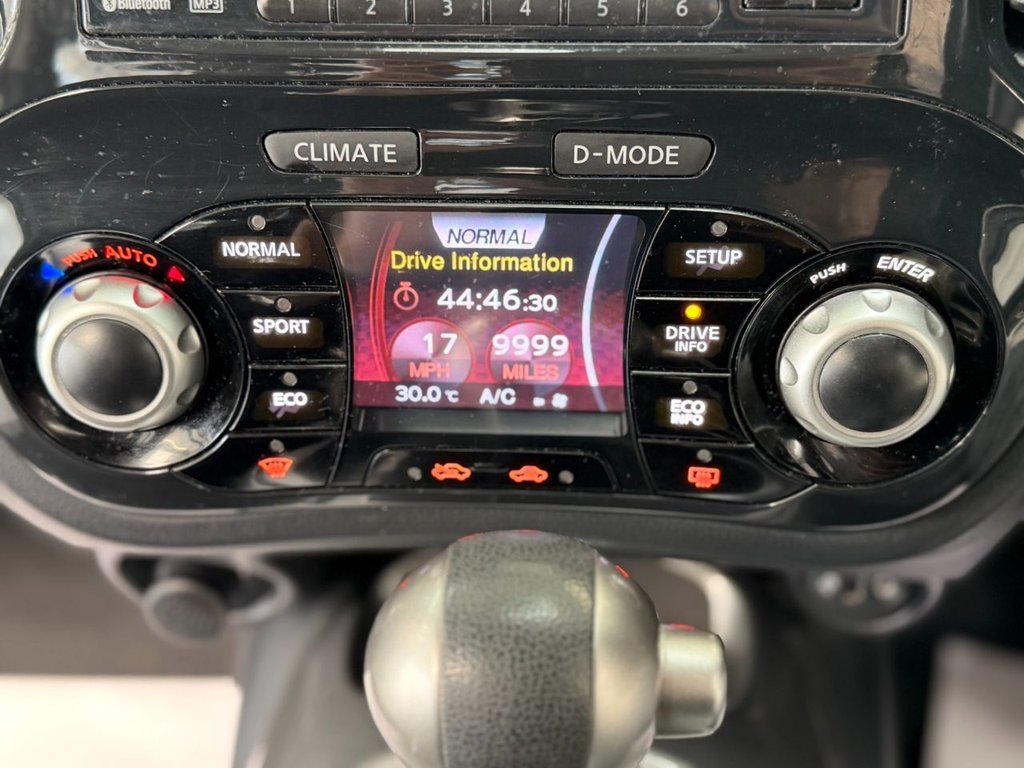 Bluetooth MP3
1 2 3 4 5 6
CLIMATE D-MODE
PUSH AUTO
NORMAL
SPORT
ECO
NORMAL
Drive Information
44:46:30
17 9999
MPH MILES
30.0°C A/C
SETUP
DRIVE
INFO
ECO
INFO
PUSH ENTER